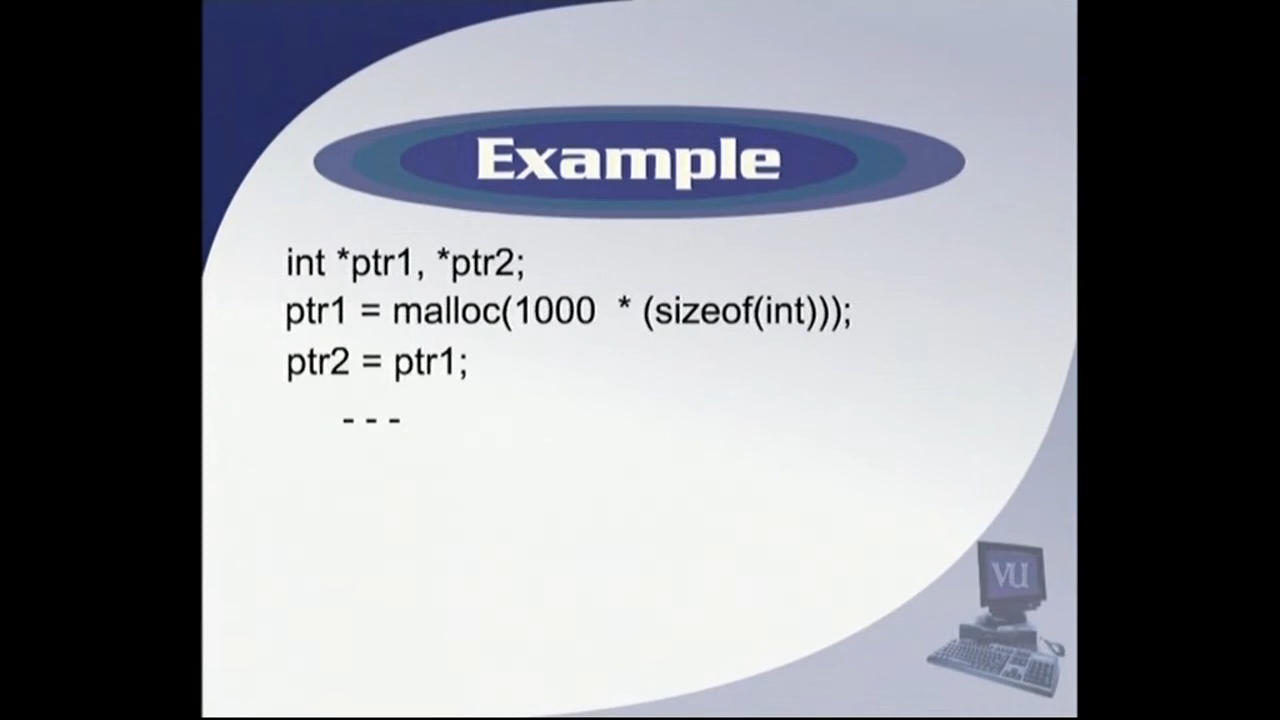 Example
int *ptr1, *ptr2;
ptr1 = malloc(1000 * (sizeof(int)));
ptr2 = ptr1;
- - -
VU